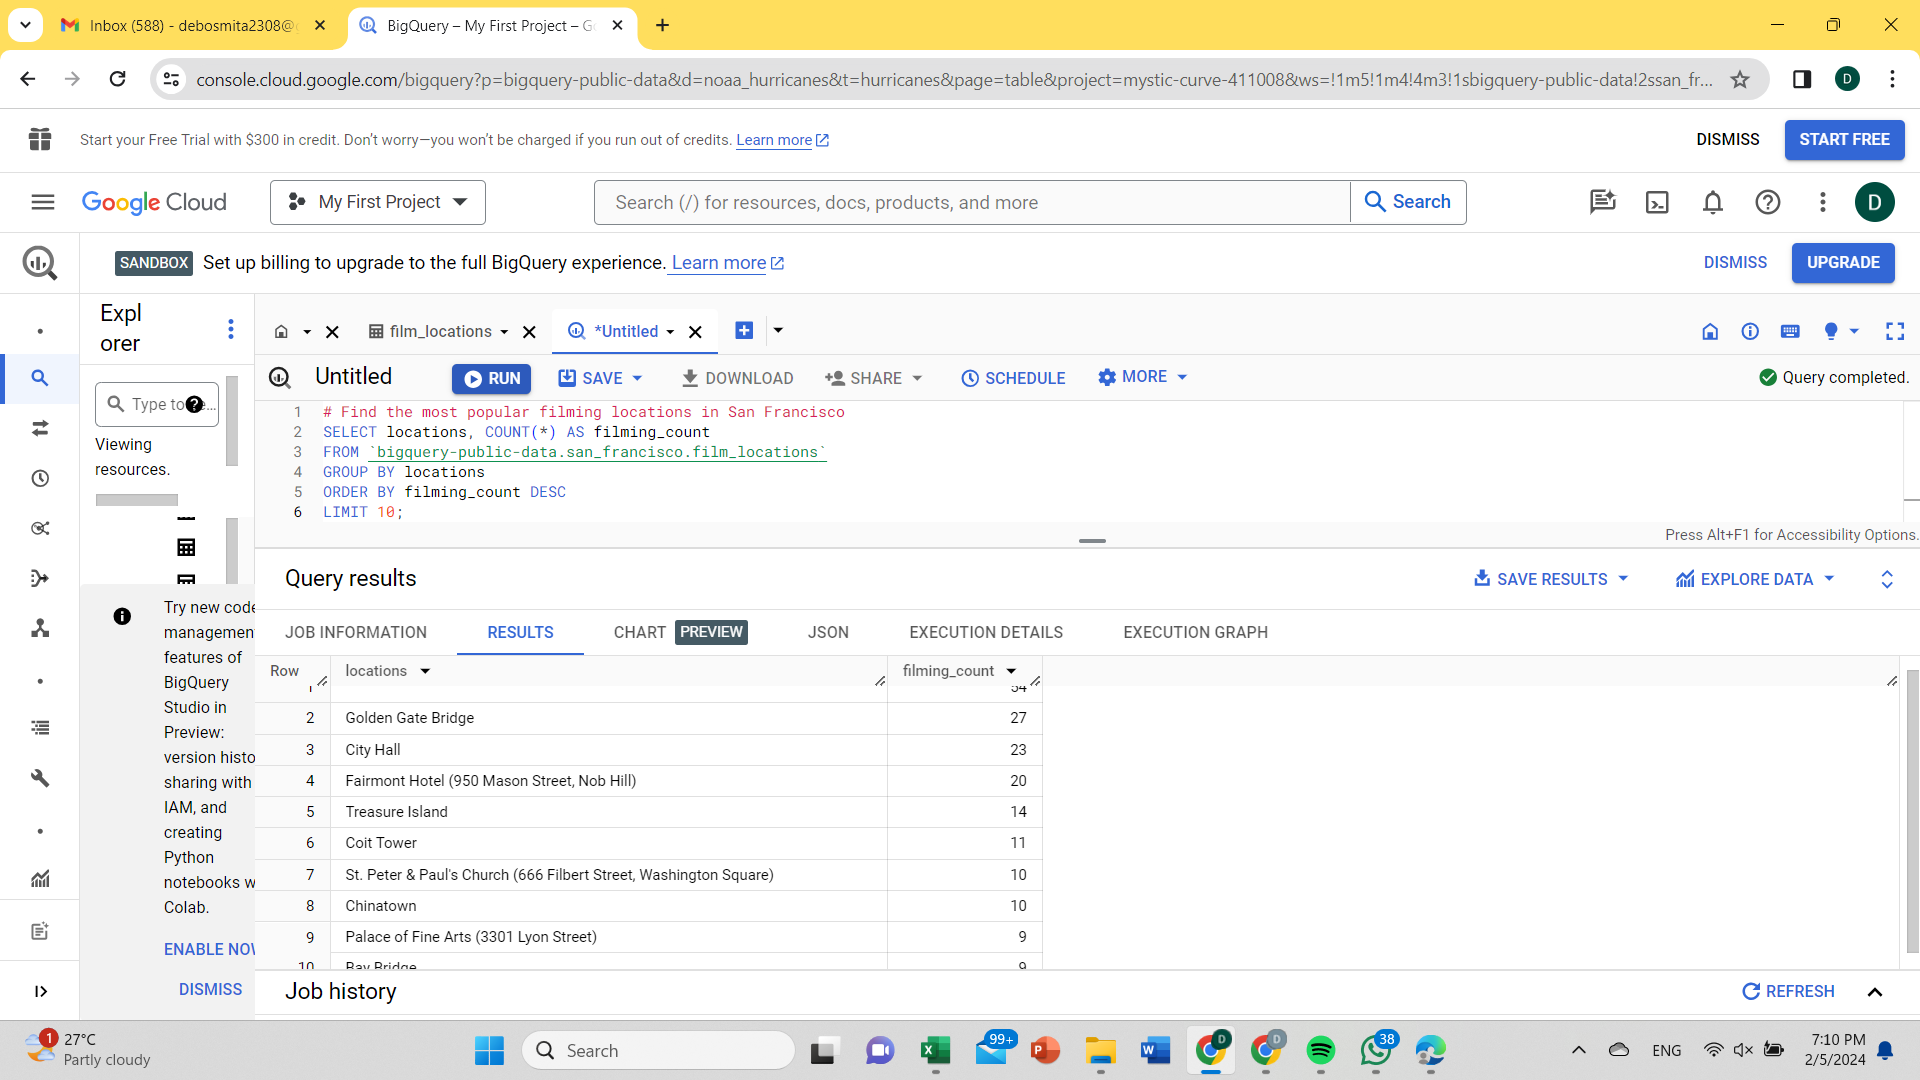 Inbox (588) - debosmita2308@
BigQuery – My First Project – G
console.cloud.google.com/bigquery?p=bigquery-public-data&d=noaa_hurricanes&t=hurricanes&page=table&project=mystic-curve-411008&ws=!1m5!1m4!4m3!1sbigquery-public-data!2ssan_fr...
D
Start your Free Trial with $300 in credit. Don’t worry—you won’t be charged if you run out of credits. Learn more
DISMISS
START FREE
Google Cloud
My First Project
Search (/) for resources, docs, products, and more
Search
D
SANDBOX Set up billing to upgrade to the full BigQuery experience. Learn more
DISMISS
UPGRADE
Expl
orer
film_locations
*Untitled
Untitled
RUN
SAVE
DOWNLOAD
SHARE
SCHEDULE
MORE
Query completed.
Type to
Viewing
resources.
1 # Find the most popular filming locations in San Francisco
2 SELECT locations, COUNT(*) AS filming_count
3 FROM `bigquery-public-data.san_francisco.film_locations`
4 GROUP BY locations
5 ORDER BY filming_count DESC
6 LIMIT 10;
Press Alt+F1 for Accessibility Options.
Try new code
management
features of
BigQuery
Studio in
Preview:
version histo
sharing with
IAM, and
creating
Python
notebooks w
Colab.
ENABLE NOW
DISMISS
Query results
SAVE RESULTS
EXPLORE DATA
JOB INFORMATION
RESULTS
CHART PREVIEW
JSON
EXECUTION DETAILS
EXECUTION GRAPH
Row locations filming_count
1 54
2 Golden Gate Bridge 27
3 City Hall 23
4 Fairmont Hotel (950 Mason Street, Nob Hill) 20
5 Treasure Island 14
6 Coit Tower 11
7 St. Peter & Paul's Church (666 Filbert Street, Washington Square) 10
8 Chinatown 10
9 Palace of Fine Arts (3301 Lyon Street) 9
10 Bay Bridge 9
Job history
REFRESH
1
27°C
Partly cloudy
Search
99+
D
D
38
ENG
7:10 PM
2/5/2024